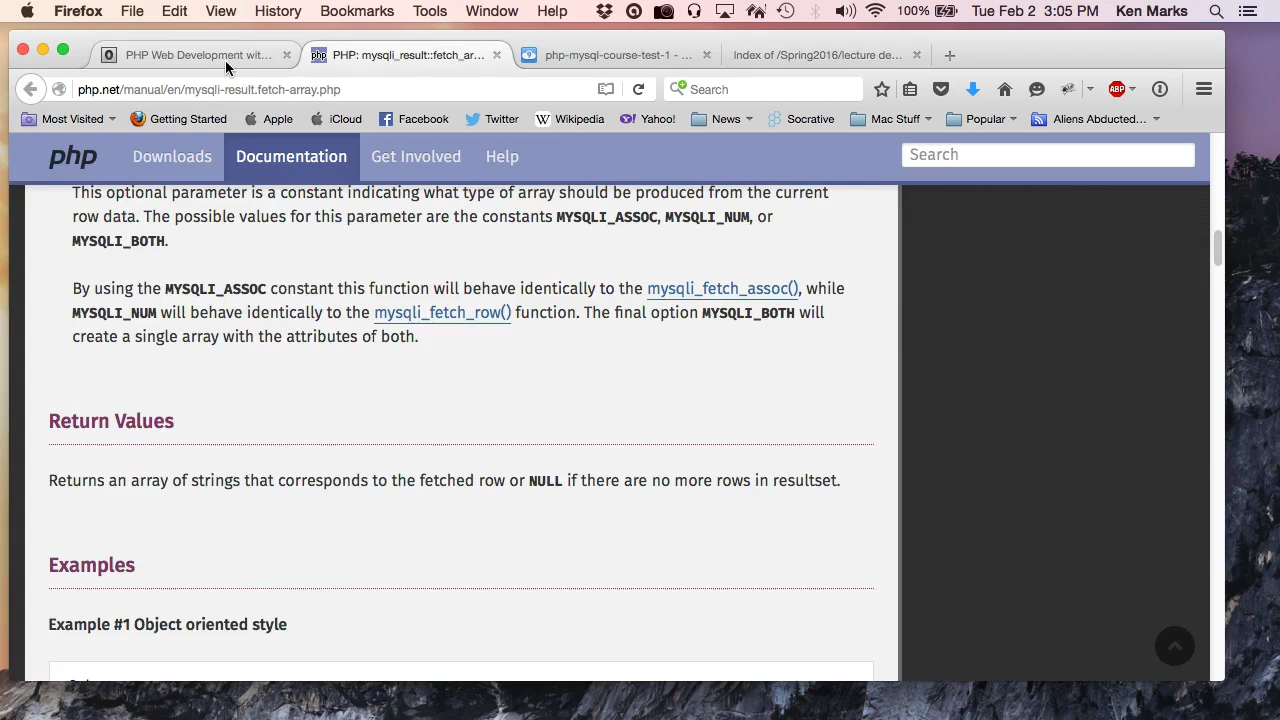 Firefox File Edit View History Bookmarks Tools Window Help 100% Tue Feb 2 3:05 PM Ken Marks
PHP Web Development wit... PHP: mysqli_result::fetch_ar... php-mysql-course-test-1 - ... Index of /Spring2016/lecture de...
php.net/manual/en/mysqli-result.fetch-array.php Search ABP
Most Visited Getting Started Apple iCloud Facebook Twitter Wikipedia Yahoo! News Socrative Mac Stuff Popular Aliens Abducted...
php Downloads Documentation Get Involved Help Search
This optional parameter is a constant indicating what type of array should be produced from the current
row data. The possible values for this parameter are the constants MYSQLI_ASSOC, MYSQLI_NUM, or
MYSQLI_BOTH.
By using the MYSQLI_ASSOC constant this function will behave identically to the mysqli_fetch_assoc(), while
MYSQLI_NUM will behave identically to the mysqli_fetch_row() function. The final option MYSQLI_BOTH will
create a single array with the attributes of both.
Return Values
Returns an array of strings that corresponds to the fetched row or NULL if there are no more rows in resultset.
Examples
Example #1 Object oriented style